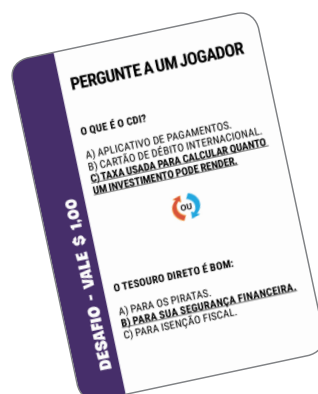 PERGUNTE A UM JOGADOR
O QUE É O CDI?
A) APLICATIVO DE PAGAMENTOS.
B) CARTÃO DE DÉBITO INTERNACIONAL.
C) TAXA USADA PARA CALCULAR QUANTO
UM INVESTIMENTO PODE RENDER.
OU
O TESOURO DIRETO É BOM:
A) PARA OS PIRATAS.
B) PARA SUA SEGURANÇA FINANCEIRA.
C) PARA ISENÇÃO FISCAL.
DESAFIO - VALE $ 1,00